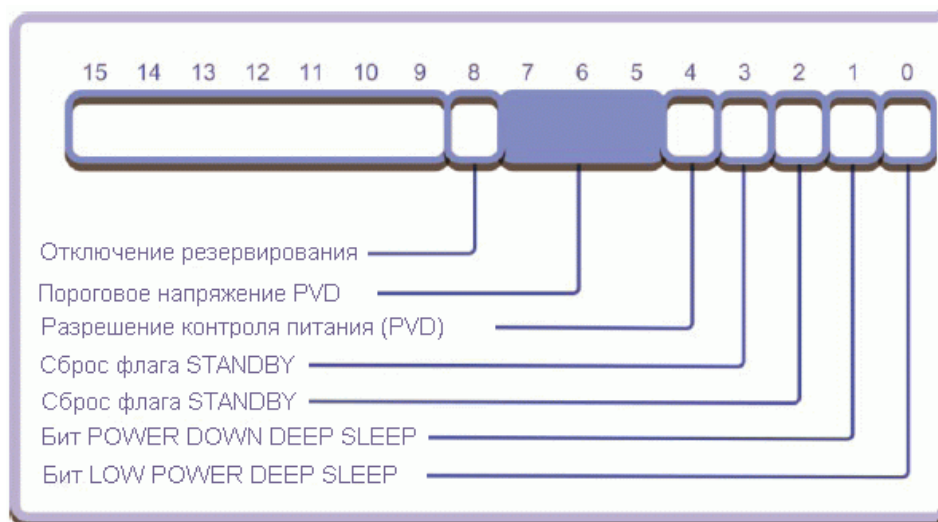 15 14 13 12 11 10 9 8 7 6 5 4 3 2 1 0
Отключение резервирования
Пороговое напряжение PVD
Разрешение контроля питания (PVD)
Сброс флага STANDBY
Сброс флага STANDBY
Бит POWER DOWN DEEP SLEEP
Бит LOW POWER DEEP SLEEP